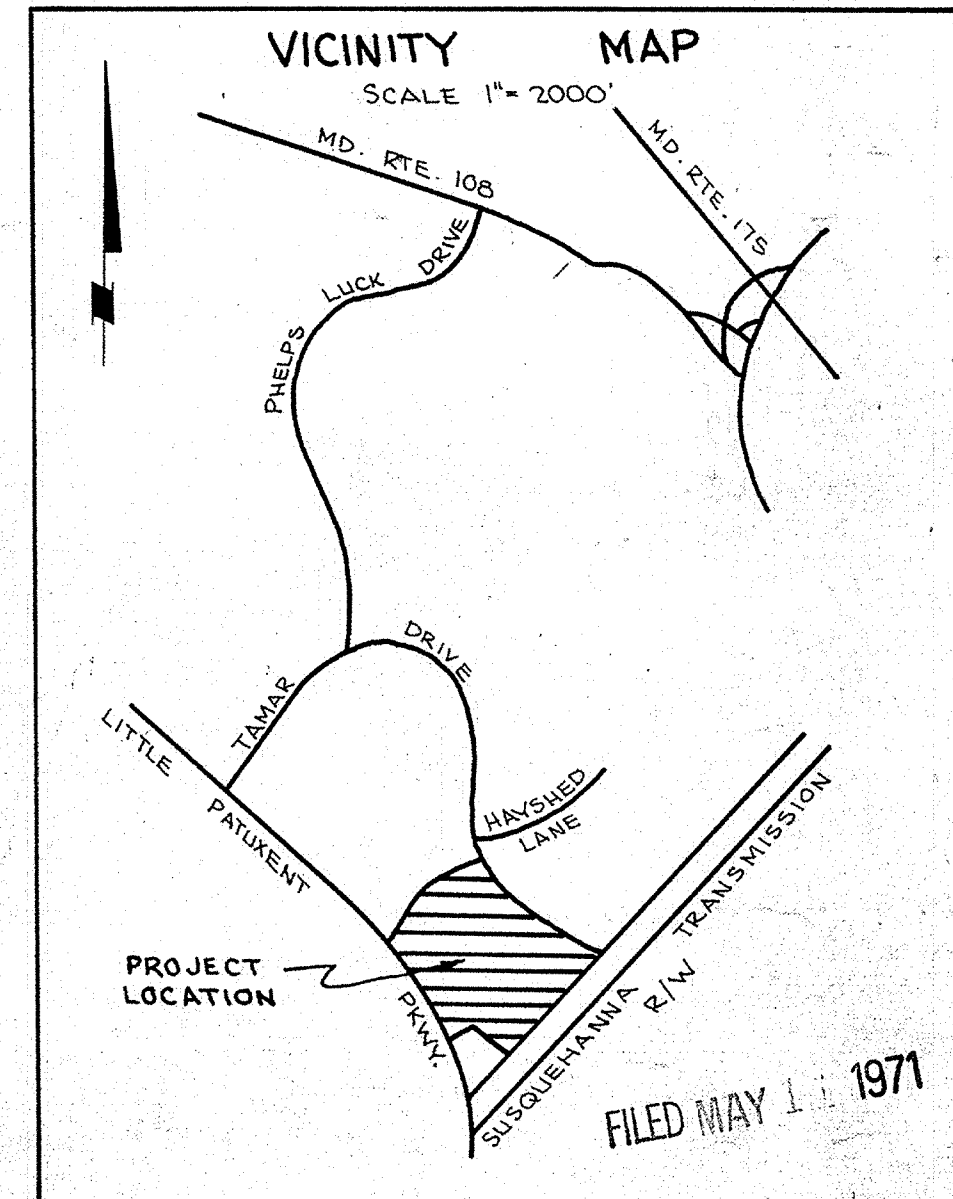 VICINITY MAP
SCALE 1"= 2000'
MD. RTE. 108
MD. RTE. 175
PHELPS LUCK DRIVE
TAMAR DRIVE
LITTLE PATUXENT PKWY.
HAYSHED
LANE
PROJECT
LOCATION
SUSQUEHANNA TRANSMISSION
R/W
FILED MAY 1971